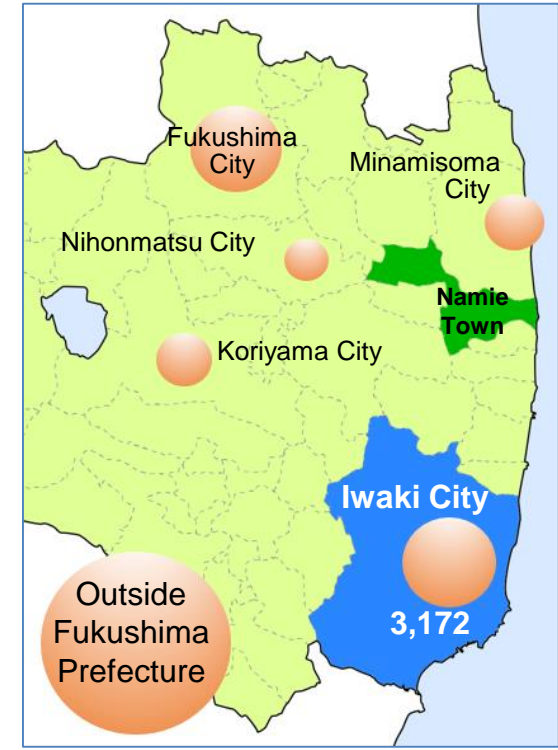 Fukushima
City
Minamisoma
City
Nihonmatsu City
Namie
Town
Koriyama City
Iwaki City
3,172
Outside
Fukushima
Prefecture